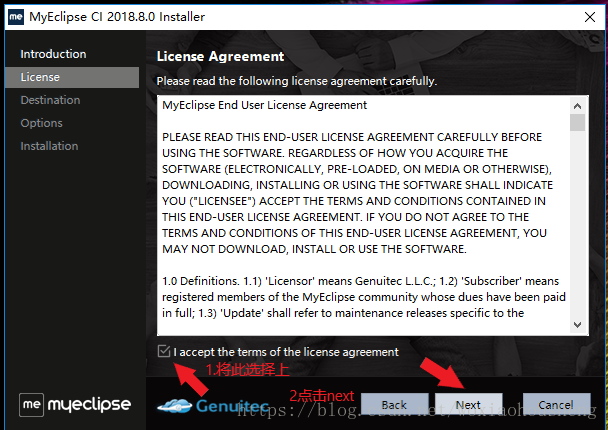 MyEclipse CI 2018.8.0 Installer
Introduction
License
Destination
Options
Installation
License Agreement
Please read the following license agreement carefully.
MyEclipse End User License Agreement
PLEASE READ THIS END-USER LICENSE AGREEMENT CAREFULLY BEFORE
USING THE SOFTWARE. REGARDLESS OF HOW YOU ACQUIRE THE
SOFTWARE (ELECTRONICALLY, PRE-LOADED, ON MEDIA OR OTHERWISE),
DOWNLOADING, INSTALLING OR USING THE SOFTWARE SHALL INDICATE
YOU ("LICENSEE") ACCEPT THE TERMS AND CONDITIONS CONTAINED IN
THIS END-USER LICENSE AGREEMENT. IF YOU DO NOT AGREE TO THE
TERMS AND CONDITIONS OF THIS END-USER LICENSE AGREEMENT, YOU
MAY NOT DOWNLOAD, INSTALL OR USE THE SOFTWARE.
1.0 Definitions. 1.1) 'Licensor' means Genuitec L.L.C.; 1.2) 'Subscriber' means
registered members of the MyEclipse community whose dues have been paid
in full; 1.3) 'Update' shall refer to maintenance releases specific to the
I accept the terms of the license agreement
1.将此选择上
2点击next
me myeclipse
Genuitec
Back
Next
Cancel